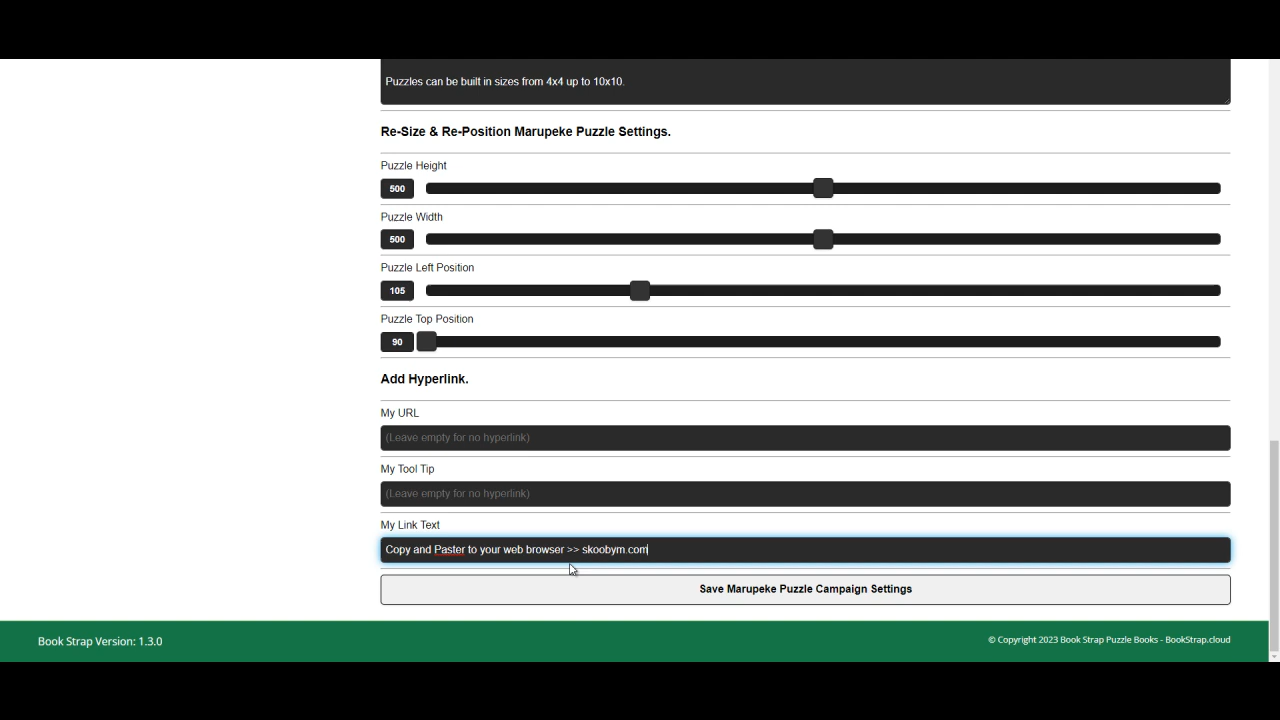 Puzzles can be built in sizes from 4x4 up to 10x10.
Re-Size & Re-Position Marupeke Puzzle Settings.
Puzzle Height
500
Puzzle Width
500
Puzzle Left Position
105
Puzzle Top Position
90
Add Hyperlink.
My URL
(Leave empty for no hyperlink)
My Tool Tip
(Leave empty for no hyperlink)
My Link Text
Copy and Paster to your web browser >> skoobym.com
Save Marupeke Puzzle Campaign Settings
Book Strap Version: 1.3.0
© Copyright 2023 Book Strap Puzzle Books - BookStrap.cloud